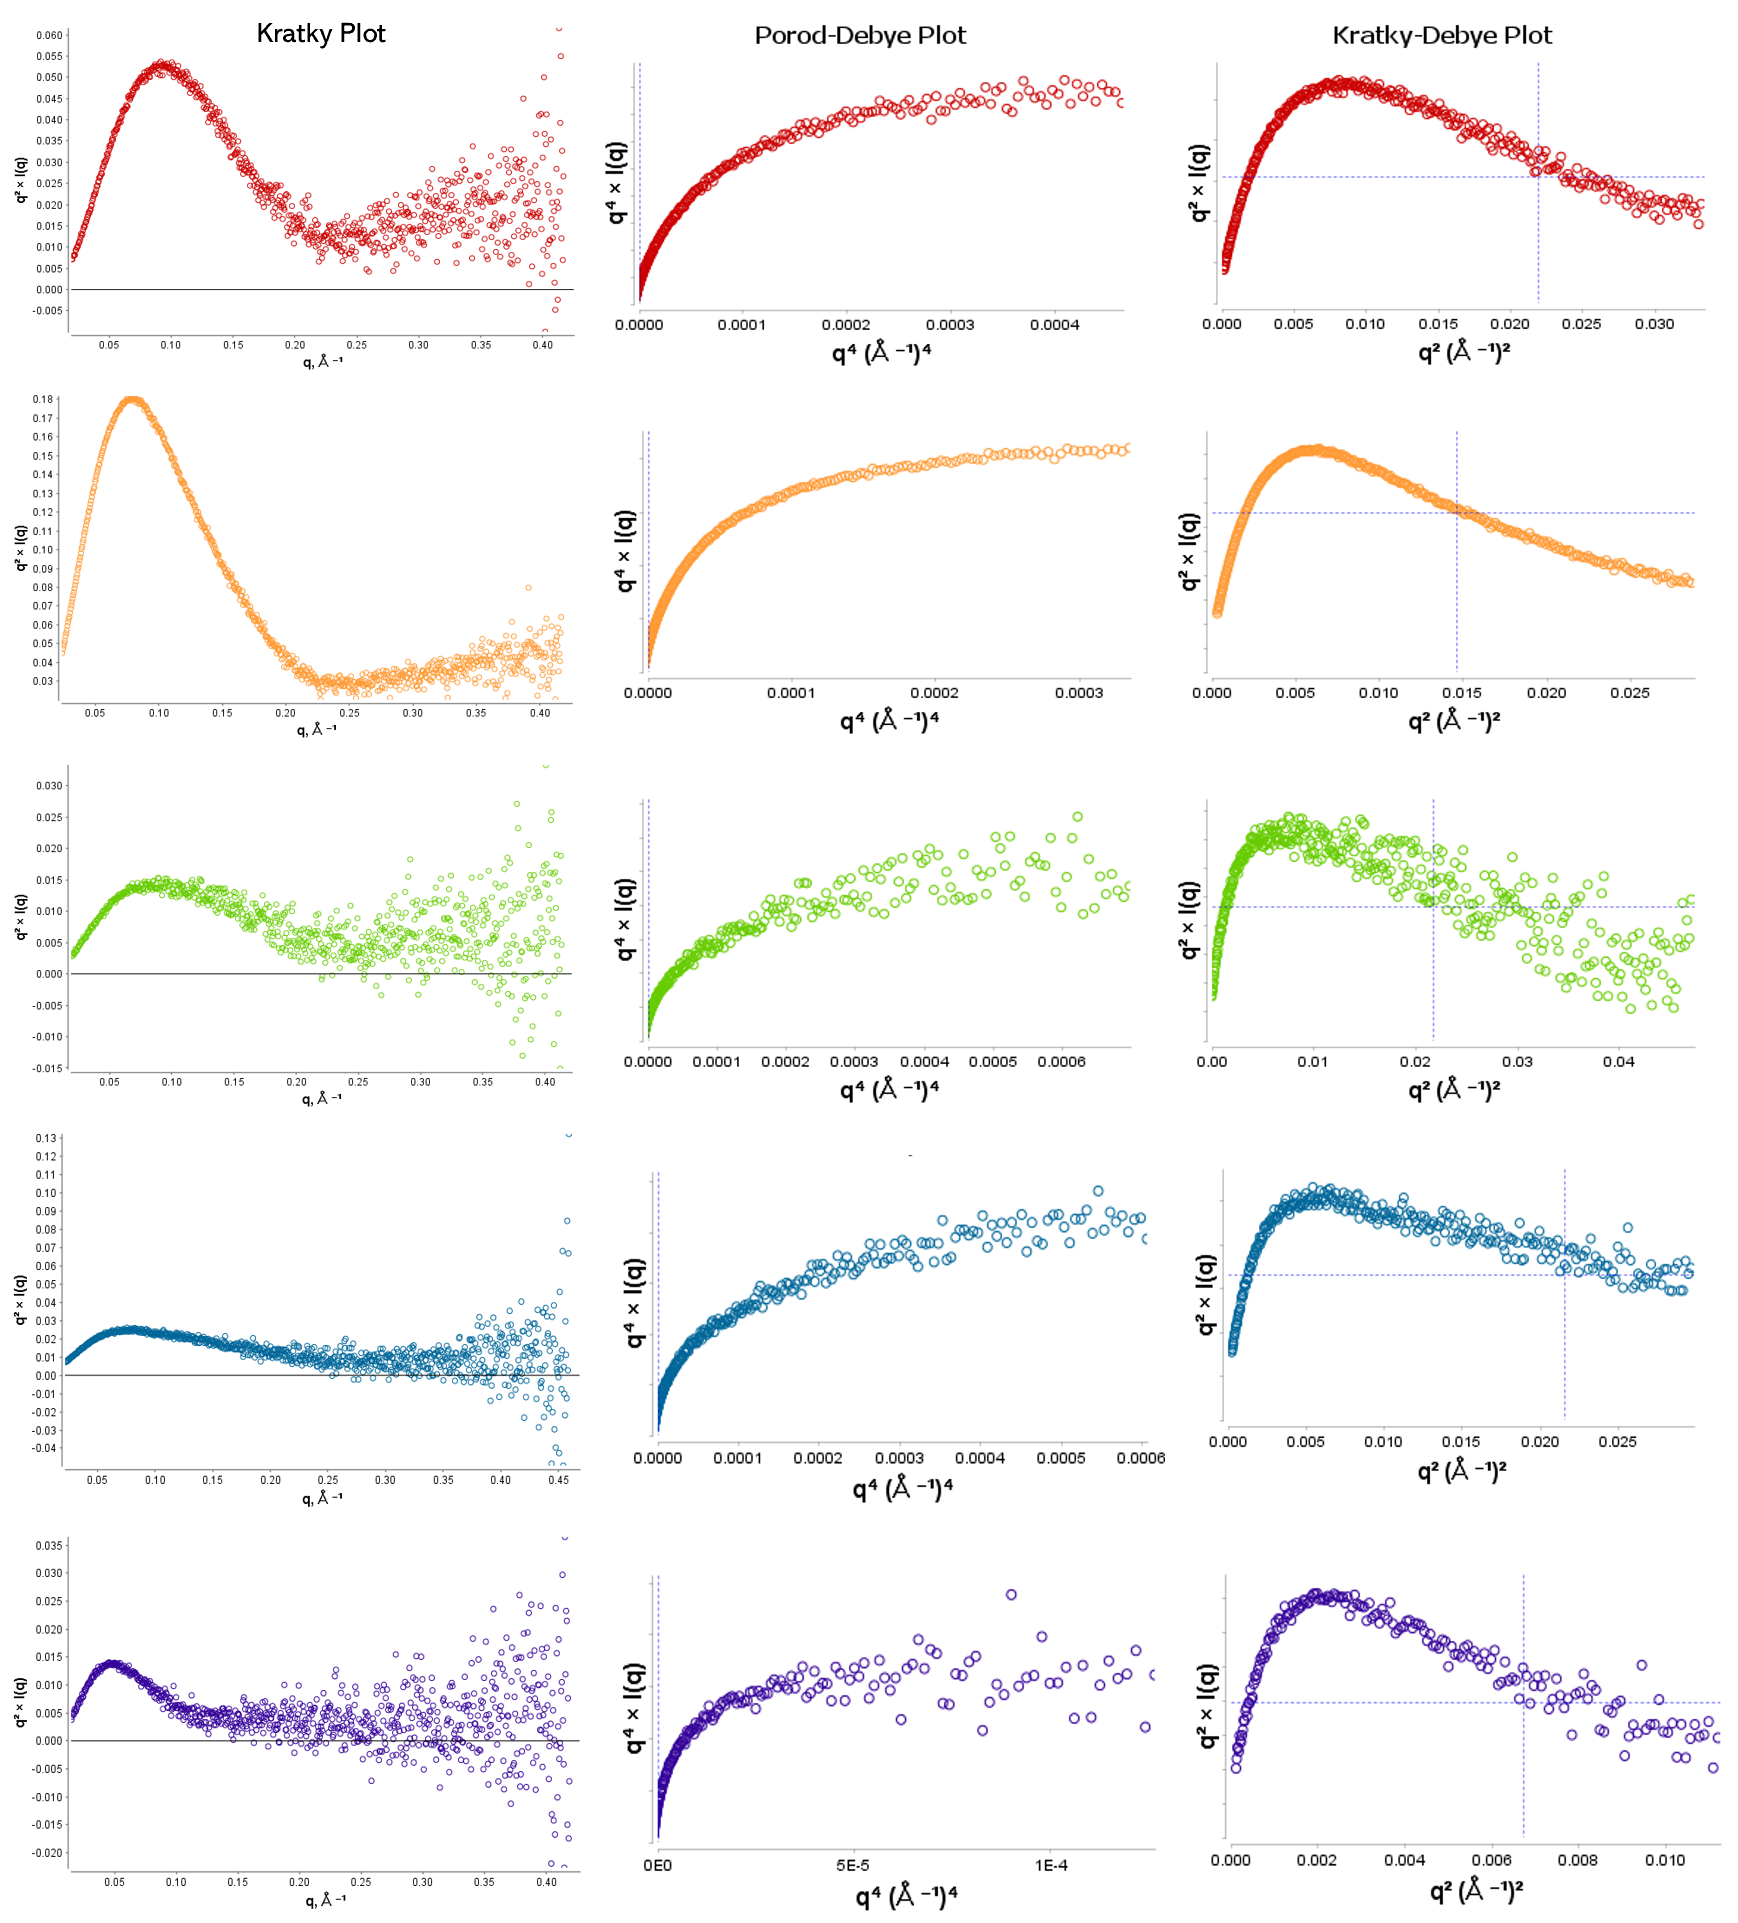 Kratky Plot
Porod-Debye Plot
Kratky-Debye Plot
q² × I(q)
0.060
0.055
0.050
0.045
0.040
0.035
0.030
0.025
0.020
0.015
0.010
0.005
0.000
-0.005
0.05 0.10 0.15 0.20 0.25 0.30 0.35 0.40
q, Å ⁻¹
q⁴ × I(q)
0.0000 0.0001 0.0002 0.0003 0.0004
q⁴ (Å ⁻¹)⁴
q² × I(q)
0.000 0.005 0.010 0.015 0.020 0.025 0.030
q² (Å ⁻¹)²
q² × I(q)
0.18
0.17
0.16
0.15
0.14
0.13
0.12
0.11
0.10
0.09
0.08
0.07
0.06
0.05
0.04
0.03
0.05 0.10 0.15 0.20 0.25 0.30 0.35 0.40
q, Å ⁻¹
q⁴ × I(q)
0.0000 0.0001 0.0002 0.0003
q⁴ (Å ⁻¹)⁴
q² × I(q)
0.000 0.005 0.010 0.015 0.020 0.025
q² (Å ⁻¹)²
q² × I(q)
0.030
0.025
0.020
0.015
0.010
0.005
0.000
-0.005
-0.010
-0.015
0.05 0.10 0.15 0.20 0.25 0.30 0.35 0.40
q, Å ⁻¹
q⁴ × I(q)
0.0000 0.0001 0.0002 0.0003 0.0004 0.0005 0.0006
q⁴ (Å ⁻¹)⁴
q² × I(q)
0.00 0.01 0.02 0.03 0.04
q² (Å ⁻¹)²
q² × I(q)
0.13
0.12
0.11
0.10
0.09
0.08
0.07
0.06
0.05
0.04
0.03
0.02
0.01
0.00
-0.01
-0.02
-0.03
-0.04
0.05 0.10 0.15 0.20 0.25 0.30 0.35 0.40 0.45
q, Å ⁻¹
q⁴ × I(q)
0.0000 0.0001 0.0002 0.0003 0.0004 0.0005 0.0006
q⁴ (Å ⁻¹)⁴
q² × I(q)
0.000 0.005 0.010 0.015 0.020 0.025
q² (Å ⁻¹)²
q² × I(q)
0.035
0.030
0.025
0.020
0.015
0.010
0.005
0.000
-0.005
-0.010
-0.015
-0.020
0.05 0.10 0.15 0.20 0.25 0.30 0.35 0.40
q, Å ⁻¹
q⁴ × I(q)
0E0 5E-5 1E-4
q⁴ (Å ⁻¹)⁴
q² × I(q)
0.000 0.002 0.004 0.006 0.008 0.010
q² (Å ⁻¹)²